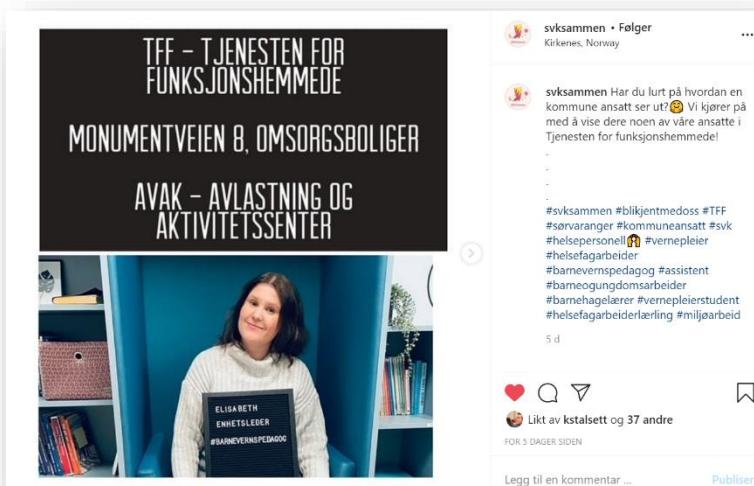 TFF – TJENESTEN FOR
FUNKSJONSHEMMEDE
MONUMENTVEIEN 8, OMSORGSBOLIGER
AVAK – AVLASTNING OG
AKTIVITETSSENTER
ELISABETH
ENHETSLEDER
#BARNEVERNSPEDAGOG
svksammen • Følger
Kirkenes, Norway
svksammen Har du lurt på hvordan en
kommune ansatt ser ut?🤗 Vi kjører på
med å vise dere noen av våre ansatte i
Tjenesten for funksjonshemmede!
.
.
.
.
#svksammen #blikjentmedoss #TFF
#sørvaranger #kommuneansatt #svk
#helsepersonell🙌 #vernepleier
#helsefagarbeider
#barnevernspedagog #assistent
#barneogungdomsarbeider
#barnehagelærer #vernepleierstudent
#helsefagarbeiderlærling #miljøarbeid
5 d
Likt av kstalsett og 37 andre
FOR 5 DAGER SIDEN
Legg til en kommentar ...
Publiser